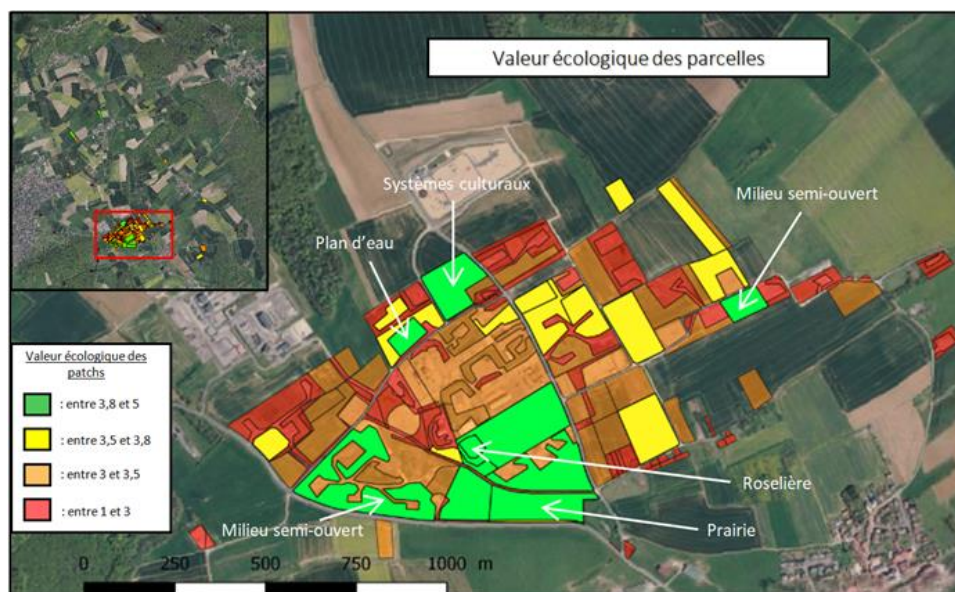 Valeur écologique des parcelles
Systèmes culturaux
Milieu semi-ouvert
Plan d'eau
Valeur écologique des
patchs
: entre 3,8 et 5
: entre 3,5 et 3,8
: entre 3 et 3,5
: entre 1 et 3
Roselière
Milieu semi-ouvert
Prairie
0 250 500 750 1000 m